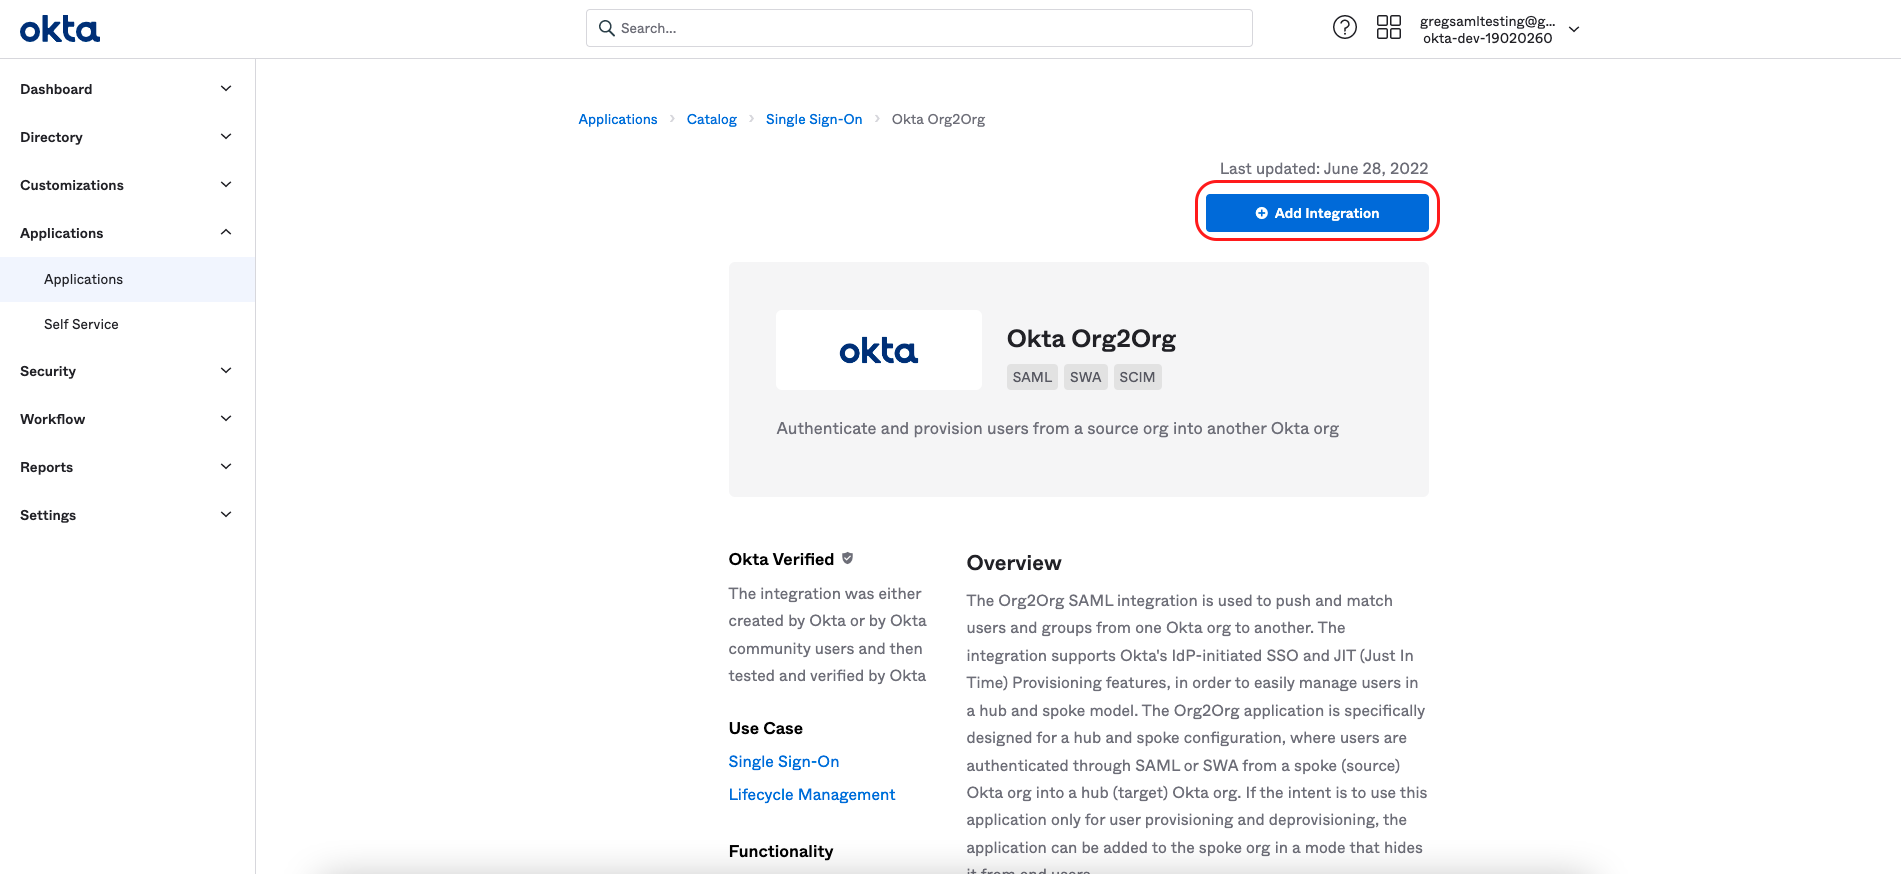 okta
Search...
gregsamltesting@g...
okta-dev-19020260
Dashboard
Directory
Customizations
Applications
Applications
Self Service
Security
Workflow
Reports
Settings
Applications > Catalog > Single Sign-On > Okta Org2Org
Last updated: June 28, 2022
Add Integration
okta
Okta Org2Org
SAML SWA SCIM
Authenticate and provision users from a source org into another Okta org
Okta Verified
The integration was either
created by Okta or by Okta
community users and then
tested and verified by Okta
Use Case
Single Sign-On
Lifecycle Management
Functionality
Overview
The Org2Org SAML integration is used to push and match
users and groups from one Okta org to another. The
integration supports Okta's IdP-initiated SSO and JIT (Just In
Time) Provisioning features, in order to easily manage users in
a hub and spoke model. The Org2Org application is specifically
designed for a hub and spoke configuration, where users are
authenticated through SAML or SWA from a spoke (source)
Okta org into a hub (target) Okta org. If the intent is to use this
application only for user provisioning and deprovisioning, the
application can be added to the spoke org in a mode that hides
it from end users.